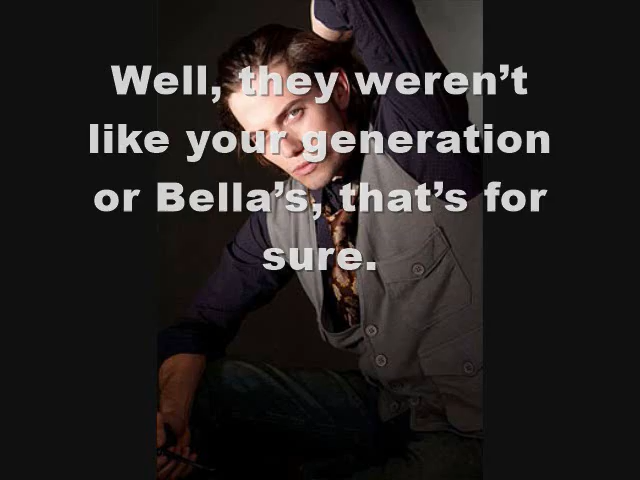 Well, they weren’t
like your generation
or Bella’s, that’s for
sure.